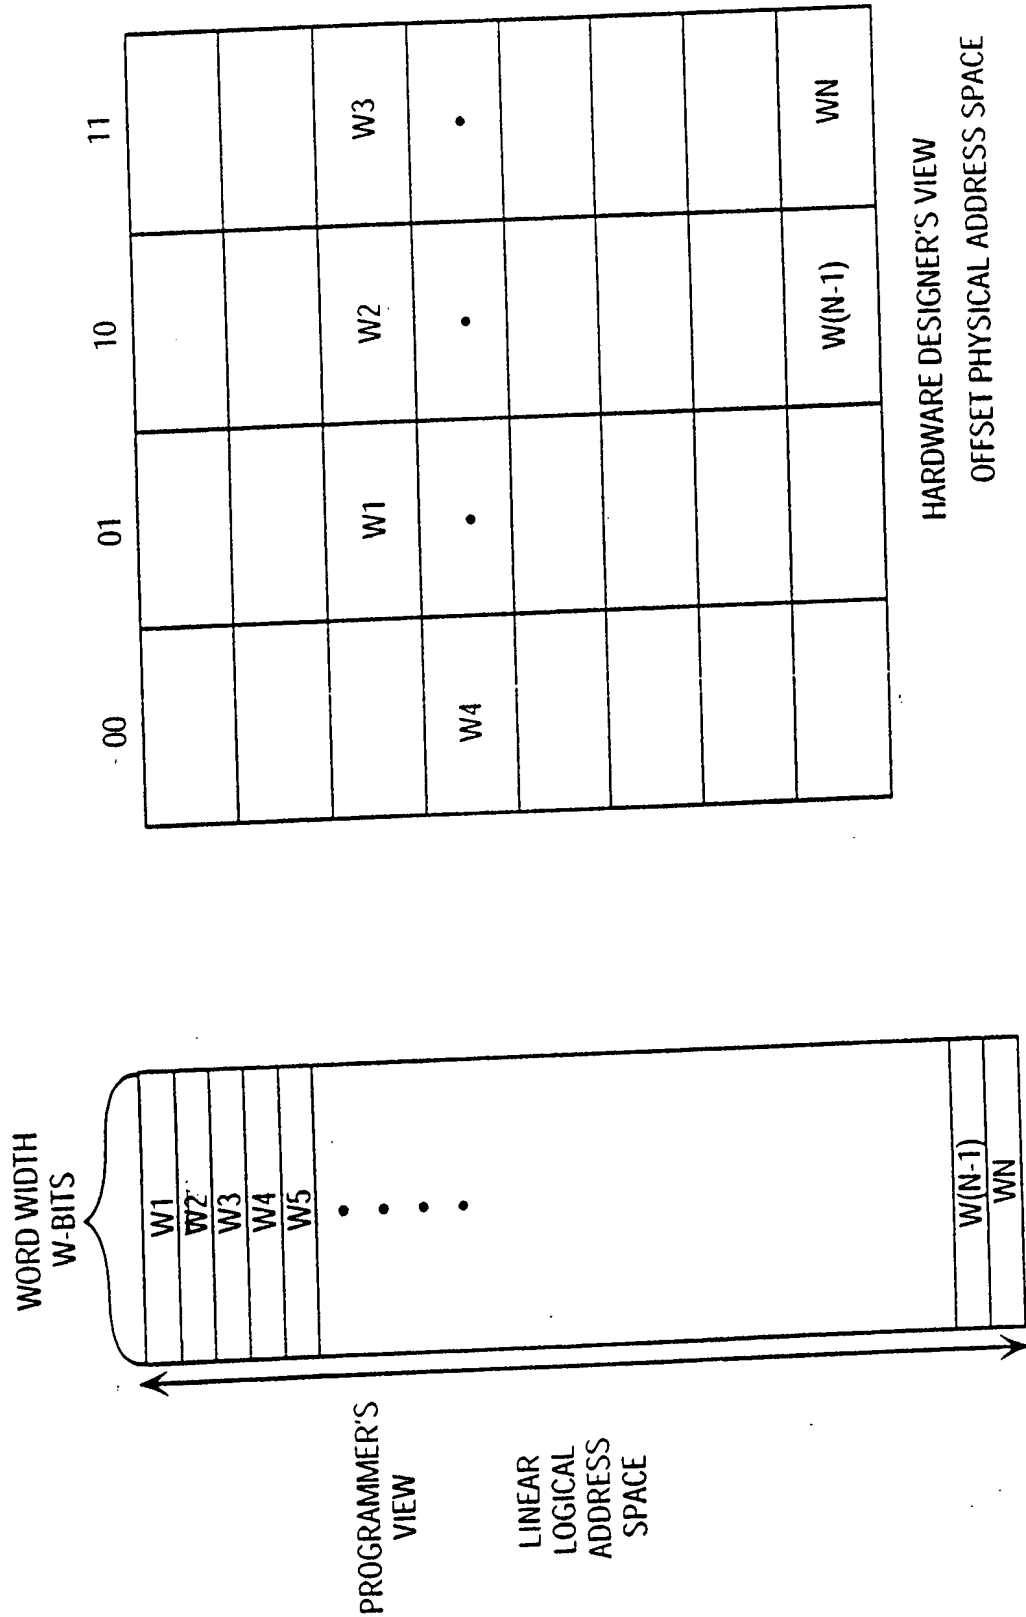 WORD WIDTH
W-BITS
W1
W2
W3
W4
W5
W(N-1)
WN
PROGRAMMER'S
VIEW
LINEAR
LOGICAL
ADDRESS
SPACE
00 01 10 11
W1 W2 W3
W4
W(N-1) WN
HARDWARE DESIGNER'S VIEW
OFFSET PHYSICAL ADDRESS SPACE